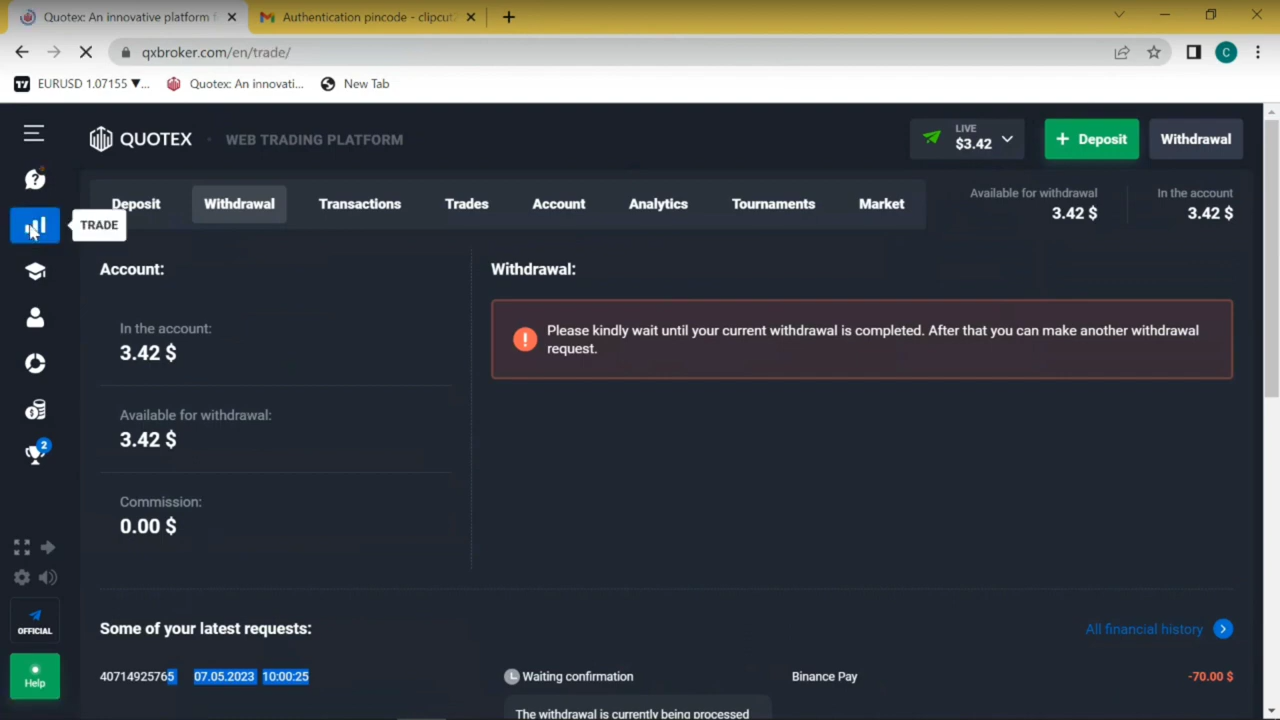 Quotex: An innovative platform f
Authentication pincode - clipcut
qxbroker.com/en/trade/
C
EURUSD 1.07155 ▼...
Quotex: An innovati...
New Tab
QUOTEX
WEB TRADING PLATFORM
LIVE
$3.42
+ Deposit
Withdrawal
Deposit
Withdrawal
Transactions
Trades
Account
Analytics
Tournaments
Market
Available for withdrawal
3.42 $
In the account
3.42 $
TRADE
2
OFFICIAL
Help
Account:
In the account:
3.42 $
Available for withdrawal:
3.42 $
Commission:
0.00 $
Withdrawal:
Please kindly wait until your current withdrawal is completed. After that you can make another withdrawal
request.
Some of your latest requests:
All financial history
40714925765 07.05.2023 10:00:25 Waiting confirmation Binance Pay -70.00 $
The withdrawal is currently being processed